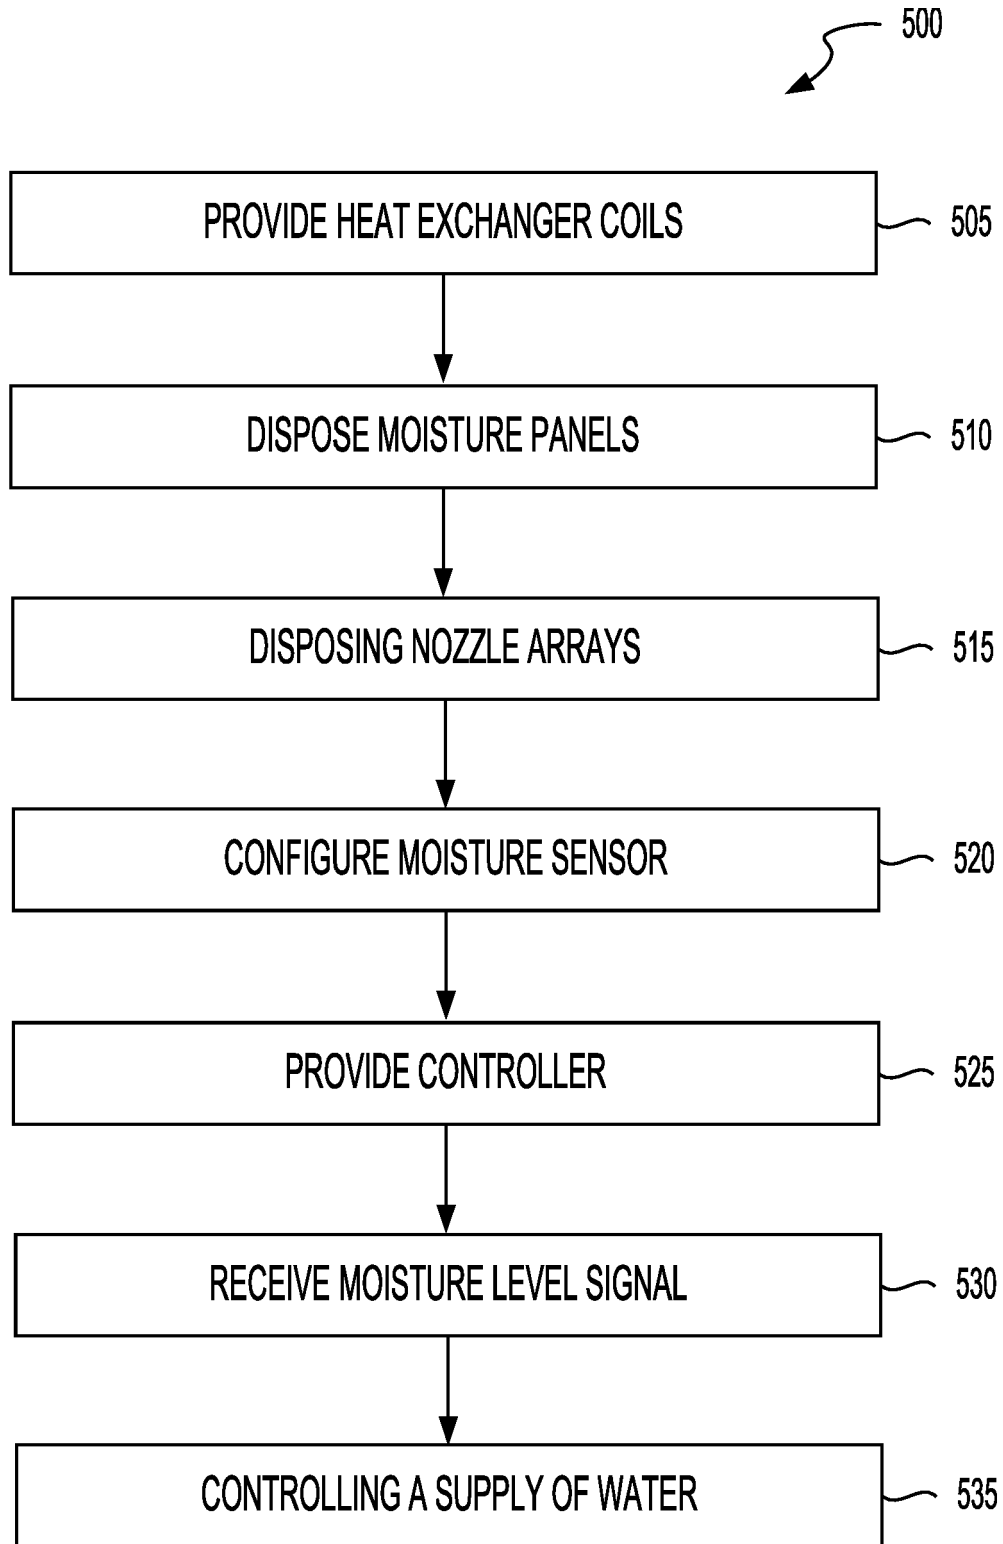 500
PROVIDE HEAT EXCHANGER COILS
505
DISPOSE MOISTURE PANELS
510
DISPOSING NOZZLE ARRAYS
515
CONFIGURE MOISTURE SENSOR
520
PROVIDE CONTROLLER
525
RECEIVE MOISTURE LEVEL SIGNAL
530
CONTROLLING A SUPPLY OF WATER
535